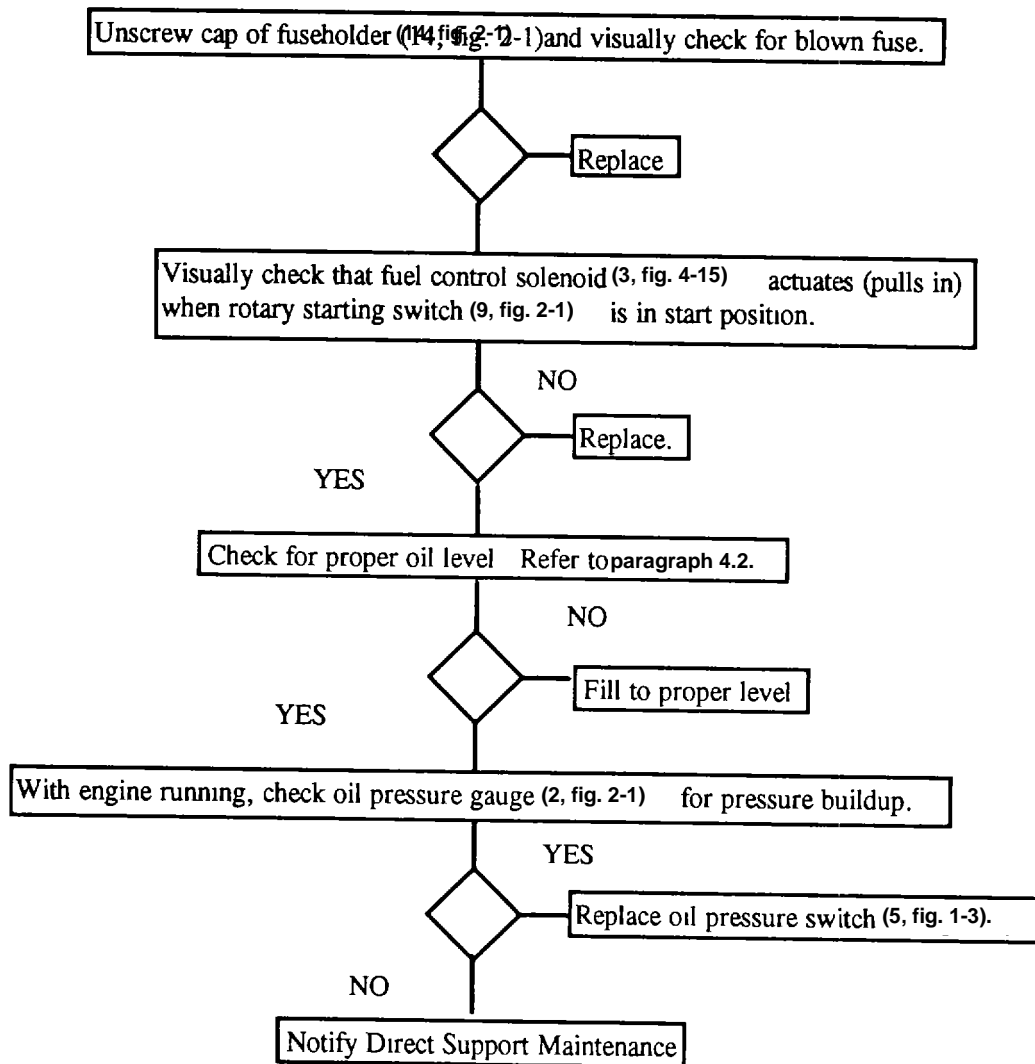 Unscrew cap of fuseholder (14, fig. 2-1) and visually check for blown fuse.
Replace
Visually check that fuel control solenoid (3, fig. 4-15) actuates (pulls in)
when rotary starting switch (9, fig. 2-1) is in start position.
NO
Replace.
YES
Check for proper oil level Refer to paragraph 4.2.
NO
Fill to proper level
YES
With engine running, check oil pressure gauge (2, fig. 2-1) for pressure buildup.
YES
Replace oil pressure switch (5, fig. 1-3).
NO
Notify Direct Support Maintenance